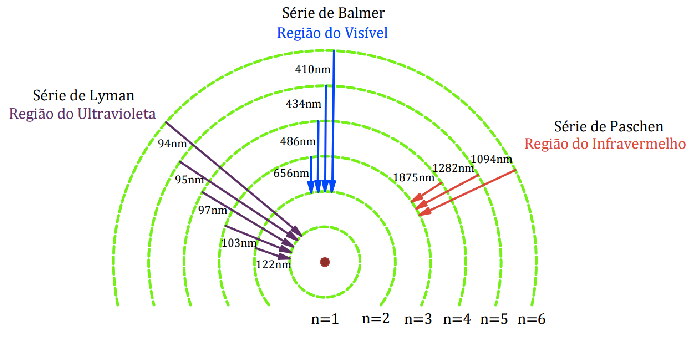 Série de Balmer
Região do Visível
410nm
434nm
486nm
656nm
Série de Lyman
Região do Ultravioleta
94nm
95nm
97nm
103nm
122nm
Série de Paschen
Região do Infravermelho
1094nm
1282nm
1875nm
n=1 n=2 n=3 n=4 n=5 n=6